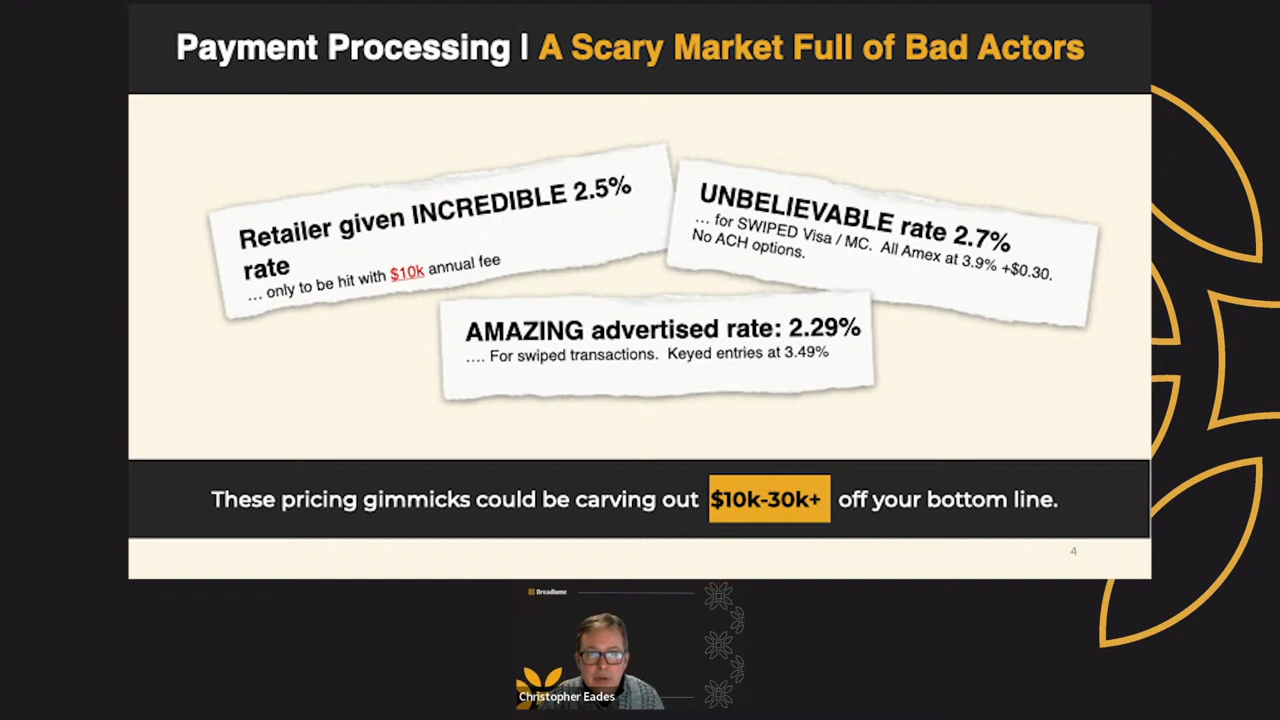 Payment Processing | A Scary Market Full of Bad Actors
Retailer given INCREDIBLE 2.5%
rate
... only to be hit with $10k annual fee
UNBELIEVABLE rate 2.7%
... for SWIPED Visa / MC. All Amex at 3.9% +$0.30.
No ACH options.
AMAZING advertised rate: 2.29%
.... For swiped transactions. Keyed entries at 3.49%
These pricing gimmicks could be carving out $10k-30k+ off your bottom line.
4
Broadlume
Christopher Eades